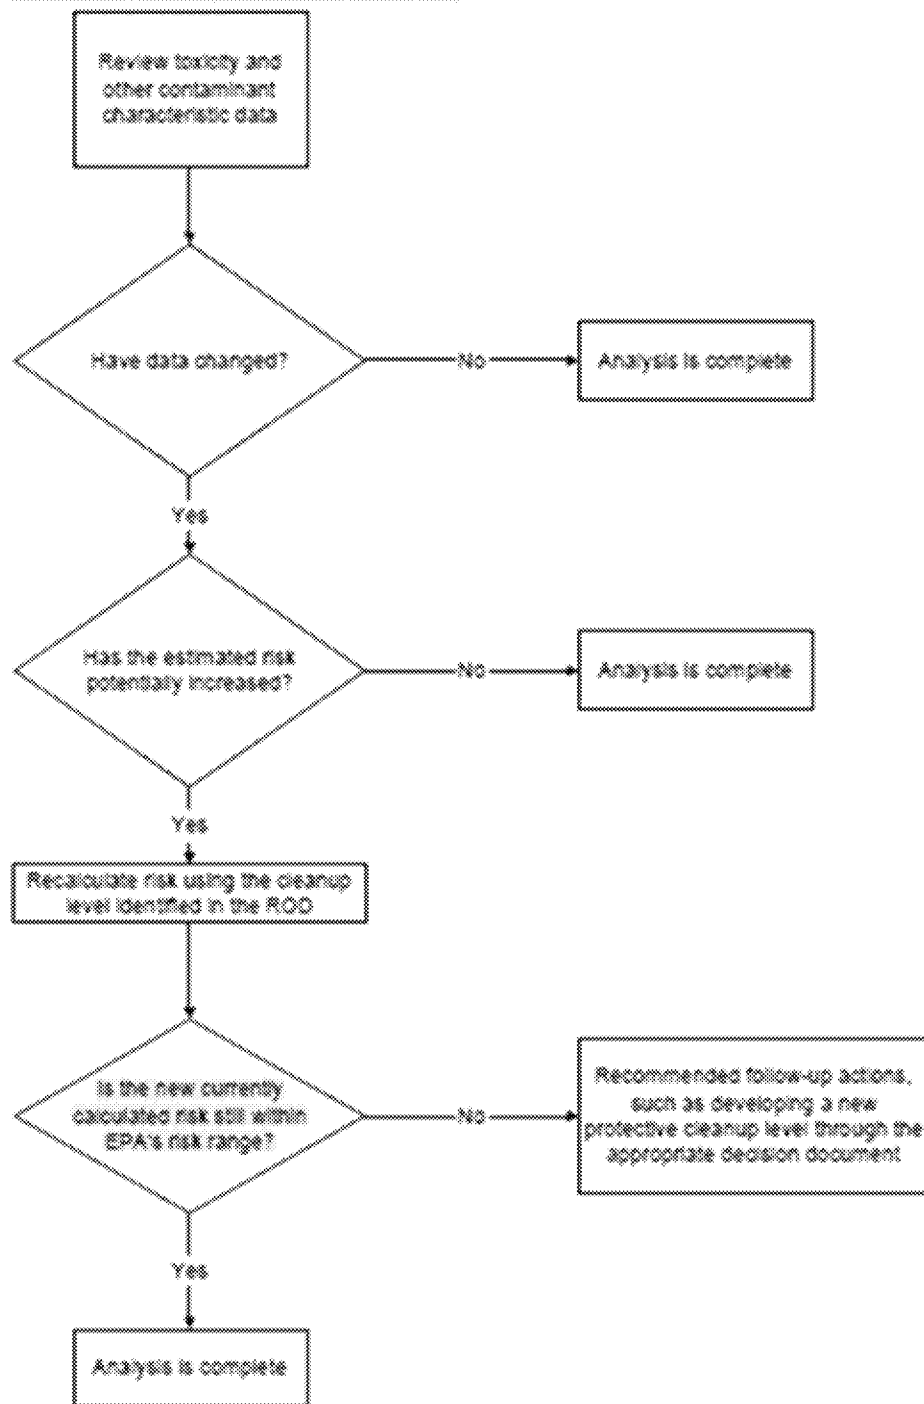 Review toxicity and
other contaminant
characteristic data
Have data changed?
No
Analysis is complete
Yes
Has the estimated risk
potentially increased?
No
Analysis is complete
Yes
Recalculate risk using the cleanup
level identified in the ROD
Is the new currently
calculated risk still within
EPA's risk range?
No
Recommended follow-up actions,
such as developing a new
protective cleanup level through the
appropriate decision document
Yes
Analysis is complete